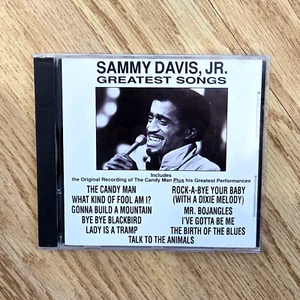 SAMMY DAVIS, JR.
GREATEST SONGS
Includes
the Original Recording of The Candy Man Plus his Greatest Performances
THE CANDY MAN
WHAT KIND OF FOOL AM I?
GONNA BUILD A MOUNTAIN
BYE BYE BLACKBIRD
LADY IS A TRAMP
ROCK-A-BYE YOUR BABY
(WITH A DIXIE MELODY)
MR. BOJANGLES
I'VE GOTTA BE ME
THE BIRTH OF THE BLUES
TALK TO THE ANIMALS